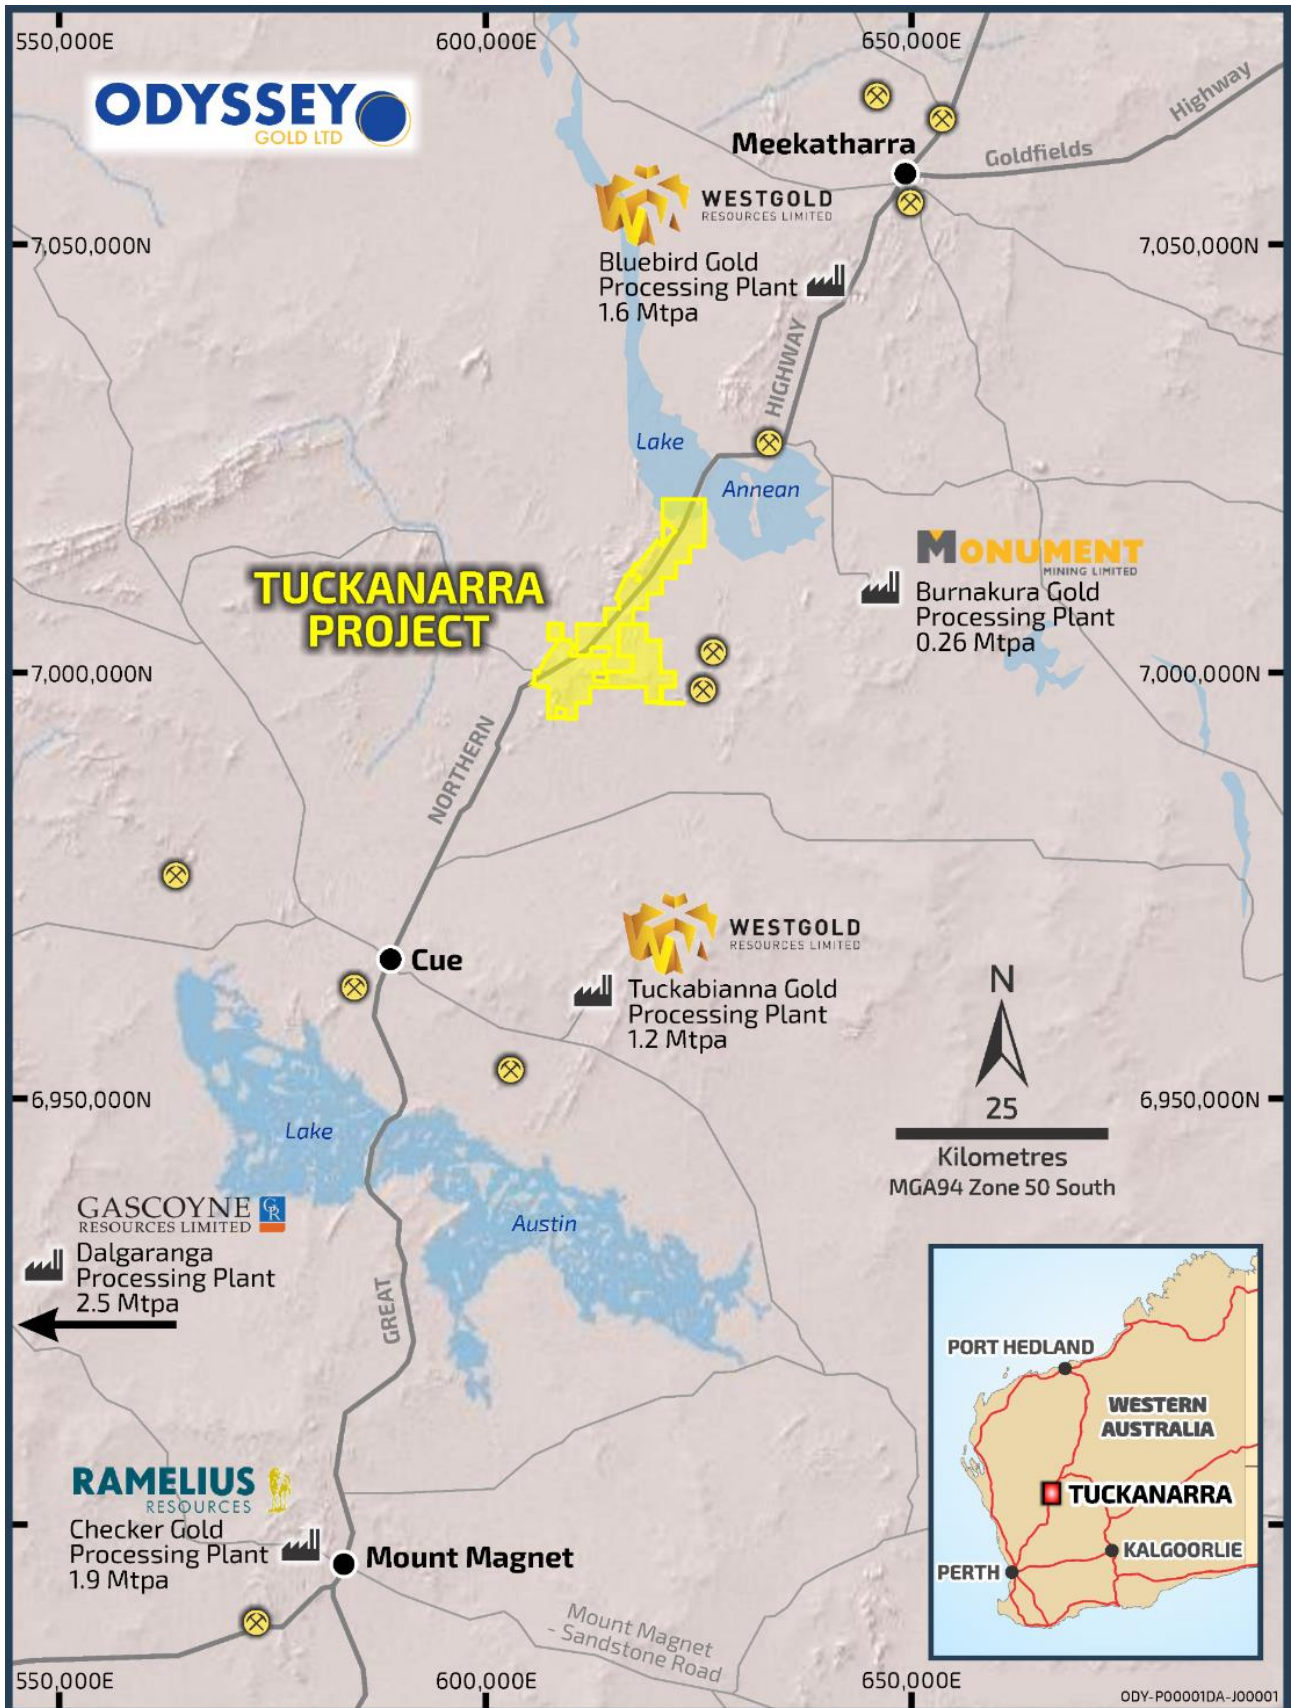 550,000E
600,000E
650,000E
ODYSSEY
GOLD LTD
Highway
Goldfields
Meekatharra
WESTGOLD
RESOURCES LIMITED
Bluebird Gold
Processing Plant
1.6 Mtpa
7,050,000N
7,050,000N
HIGHWAY
Lake
Annean
MONUMENT
MINING LIMITED
Burnakura Gold
Processing Plant
0.26 Mtpa
TUCKANARRA
PROJECT
7,000,000N
7,000,000N
NORTHERN
Cue
WESTGOLD
RESOURCES LIMITED
Tuckabianna Gold
Processing Plant
1.2 Mtpa
N
25
Kilometres
MGA94 Zone 50 South
6,950,000N
6,950,000N
Lake
Austin
GASCOYNE
RESOURCES LIMITED
GR
Dalgaranga
Processing Plant
2.5 Mtpa
GREAT
RAMELIUS
RESOURCES
Checker Gold
Processing Plant
1.9 Mtpa
Mount Magnet
Mount Magnet
- Sandstone Road
PORT HEDLAND
WESTERN
AUSTRALIA
TUCKANARRA
KALGOORLIE
PERTH
550,000E
600,000E
650,000E
ODY-P00001DA-J00001